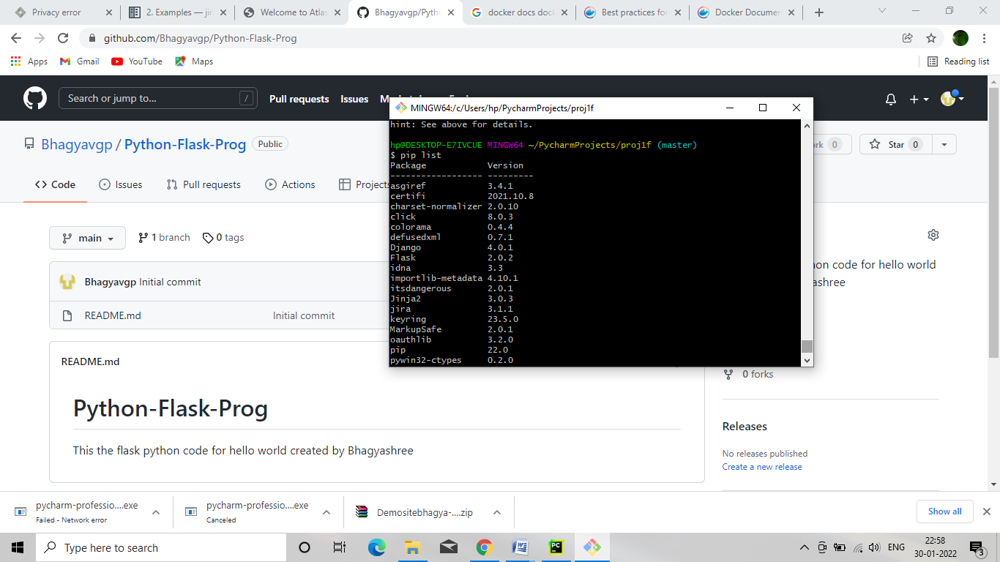 Privacy error
2. Examples — jir
Welcome to Atlas
Bhagyavgp/Pytho
docker docs dock
Best practices for
Docker Documen
github.com/Bhagyavgp/Python-Flask-Prog
Apps
Gmail
YouTube
Maps
Reading list
Search or jump to...
/
Pull requests
Issues
MINGW64:/c/Users/hp/PycharmProjects/proj1f
hint: See above for details.
hp@DESKTOP-E7IVCUE MINGW64 ~/PycharmProjects/proj1f (master)
$ pip list
Package Version
------------------ ---------
asgiref 3.4.1
certifi 2021.10.8
charset-normalizer 2.0.10
click 8.0.3
colorama 0.4.4
defusedxml 0.7.1
Django 4.0.1
Flask 2.0.2
idna 3.3
importlib-metadata 4.10.1
itsdangerous 2.0.1
Jinja2 3.0.3
jira 3.1.1
keyring 23.5.0
MarkupSafe 2.0.1
oauthlib 3.2.0
pip 22.0
pywin32-ctypes 0.2.0
Bhagyavgp / Python-Flask-Prog
Public
rk 0
Star 0
Code
Issues
Pull requests
Actions
Projects
main
1 branch
0 tags
Bhagyavgp Initial commit
README.md
Initial commit
on code for hello world
ashree
README.md
Python-Flask-Prog
This the flask python code for hello world created by Bhagyashree
0 forks
Releases
No releases published
Create a new release
pycharm-professio....exe
Failed - Network error
pycharm-professio....exe
Canceled
Demositebhagya-....zip
Show all
Type here to search
ENG
22:58
30-01-2022
3